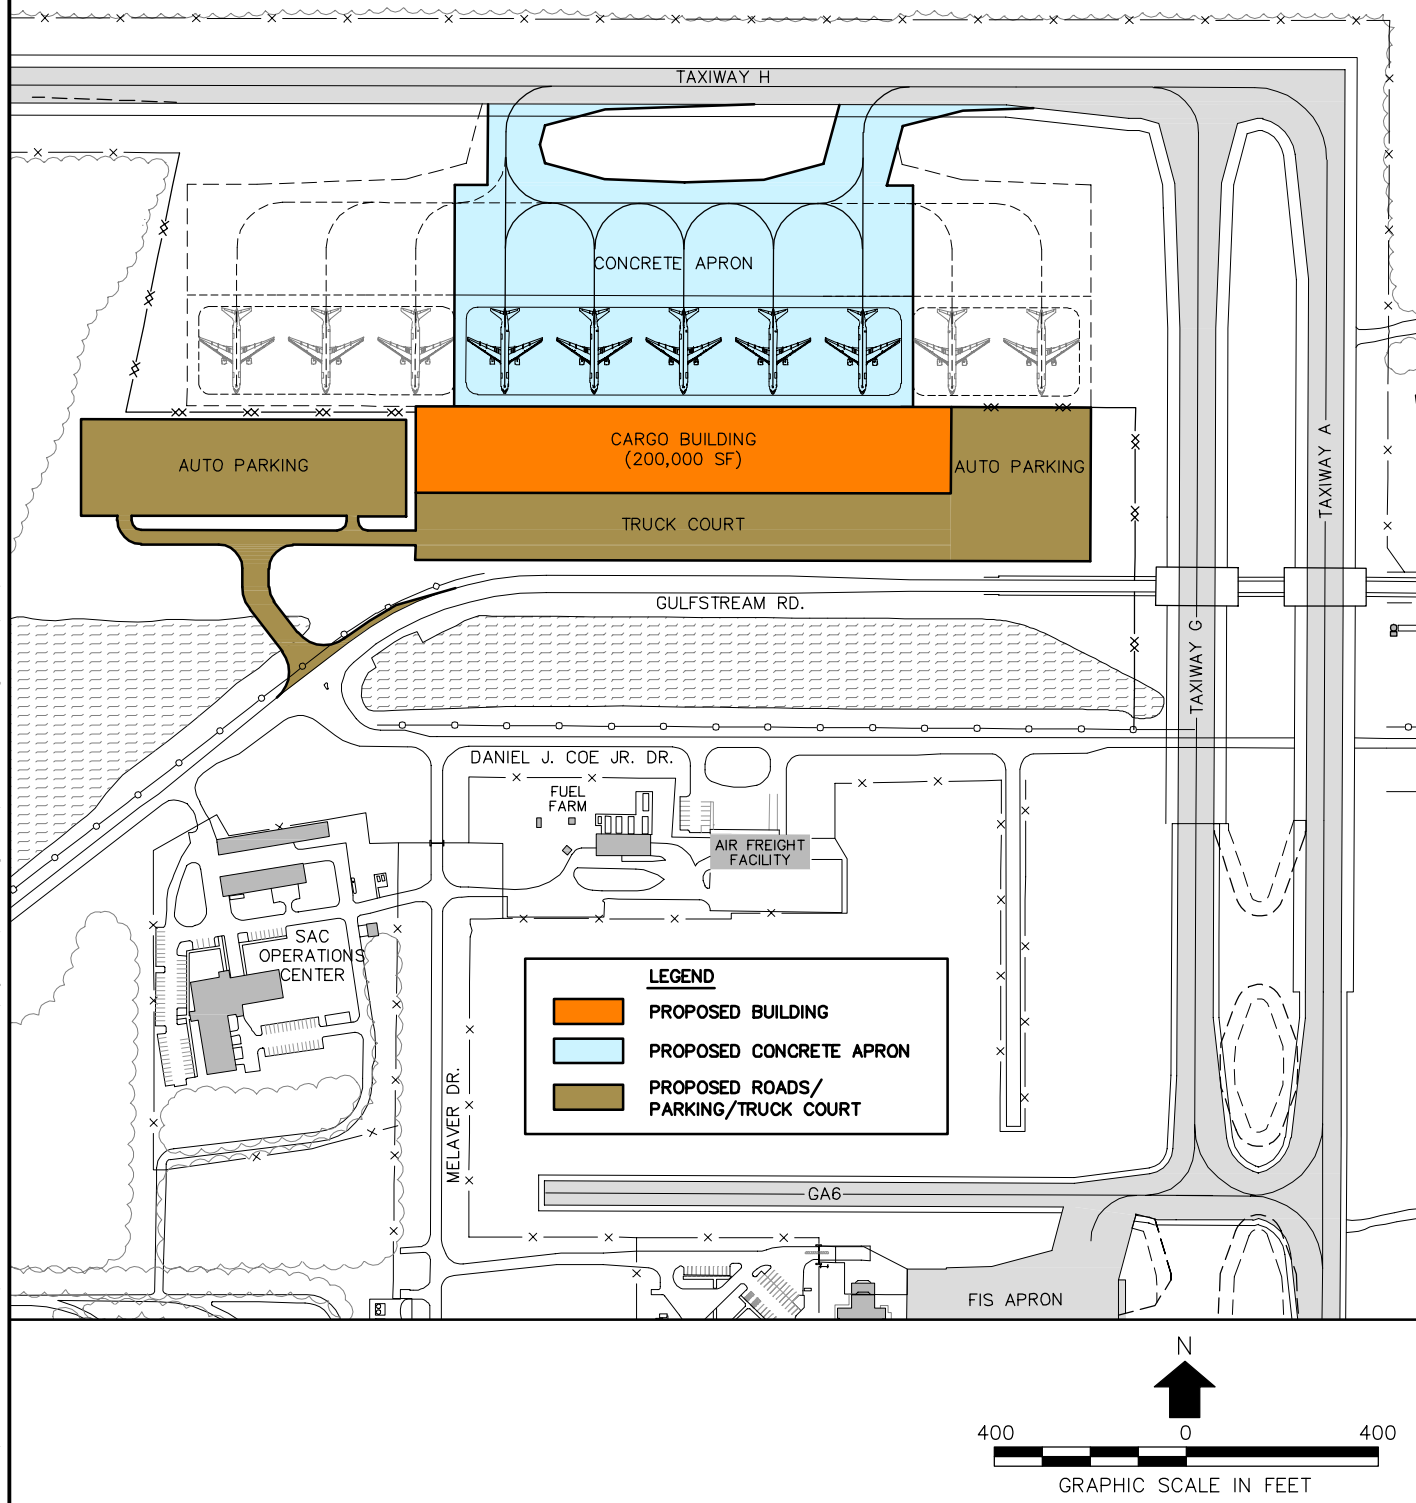 TAXIWAY H
CONCRETE APRON
CARGO BUILDING
(200,000 SF)
AUTO PARKING
AUTO PARKING
TRUCK COURT
TAXIWAY A
GULFSTREAM RD.
TAXIWAY G
DANIEL J. COE JR. DR.
FUEL
FARM
AIR FREIGHT
FACILITY
SAC
OPERATIONS
CENTER
LEGEND
PROPOSED BUILDING
PROPOSED CONCRETE APRON
PROPOSED ROADS/
PARKING/TRUCK COURT
MELAVER DR.
GA6
FIS APRON
N
400 0 400
GRAPHIC SCALE IN FEET